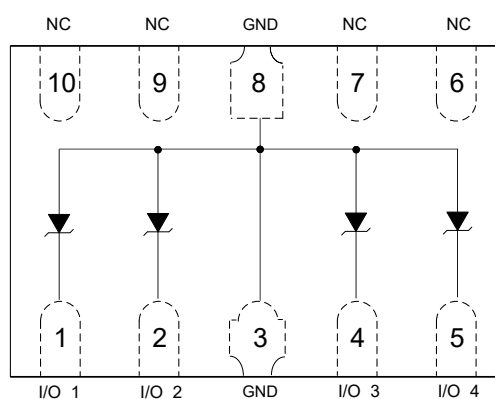 NC NC GND NC NC
10 9 8 7 6
1 2 3 4 5
I/O 1 I/O 2 GND I/O 3 I/O 4